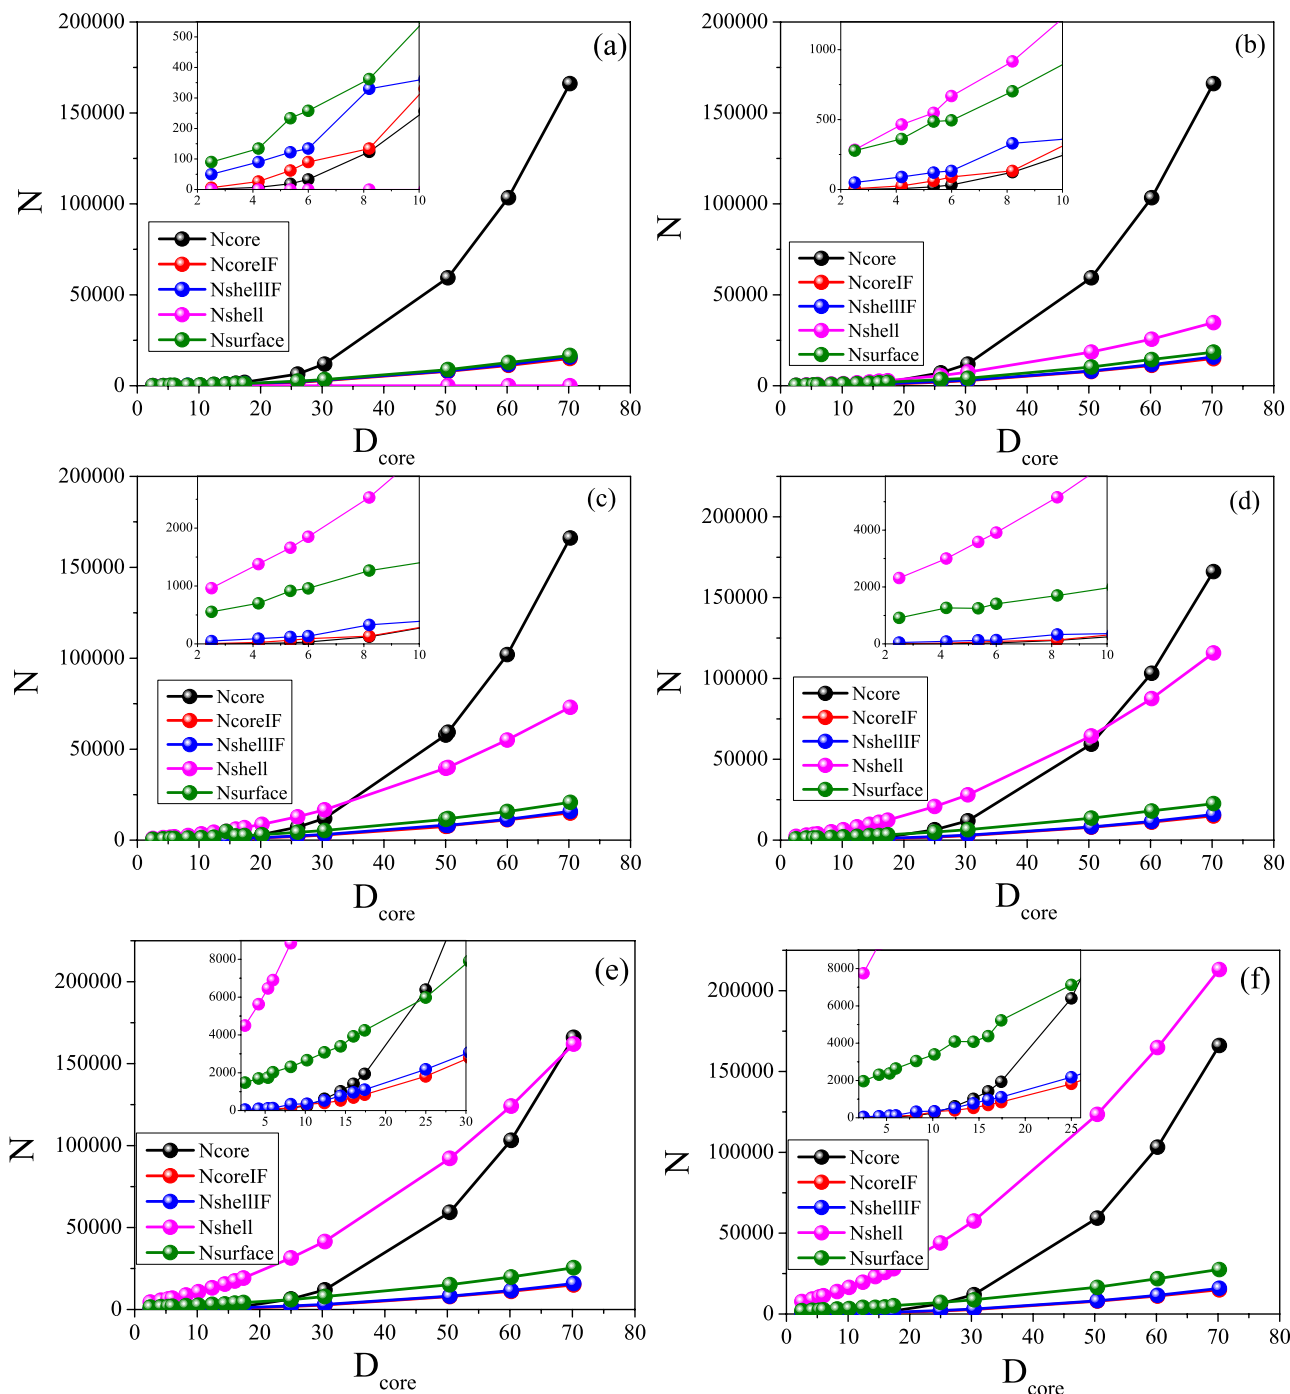 200000
150000
100000
50000
0
N
0 10 20 30 40 50 60 70 80
D core
(a)
500
400
300
200
100
0
2 4 6 8 10
Ncore
NcoreIF
NshellIF
Nshell
Nsurface
200000
150000
100000
50000
0
N
0 10 20 30 40 50 60 70 80
D core
(b)
1000
500
0
2 4 6 8 10
Ncore
NcoreIF
NshellIF
Nshell
Nsurface
200000
150000
100000
50000
0
N
0 10 20 30 40 50 60 70 80
D core
(c)
2000
1000
0
2 4 6 8 10
Ncore
NcoreIF
NshellIF
Nshell
Nsurface
200000
150000
100000
50000
0
N
0 10 20 30 40 50 60 70 80
D core
(d)
4000
2000
0
2 4 6 8 10
Ncore
NcoreIF
NshellIF
Nshell
Nsurface
200000
150000
100000
50000
0
N
0 10 20 30 40 50 60 70 80
D core
(e)
8000
6000
4000
2000
0
5 10 15 20 25 30
Ncore
NcoreIF
NshellIF
Nshell
Nsurface
200000
150000
100000
50000
0
N
0 10 20 30 40 50 60 70 80
D core
(f)
8000
6000
4000
2000
0
5 10 15 20 25
Ncore
NcoreIF
NshellIF
Nshell
Nsurface